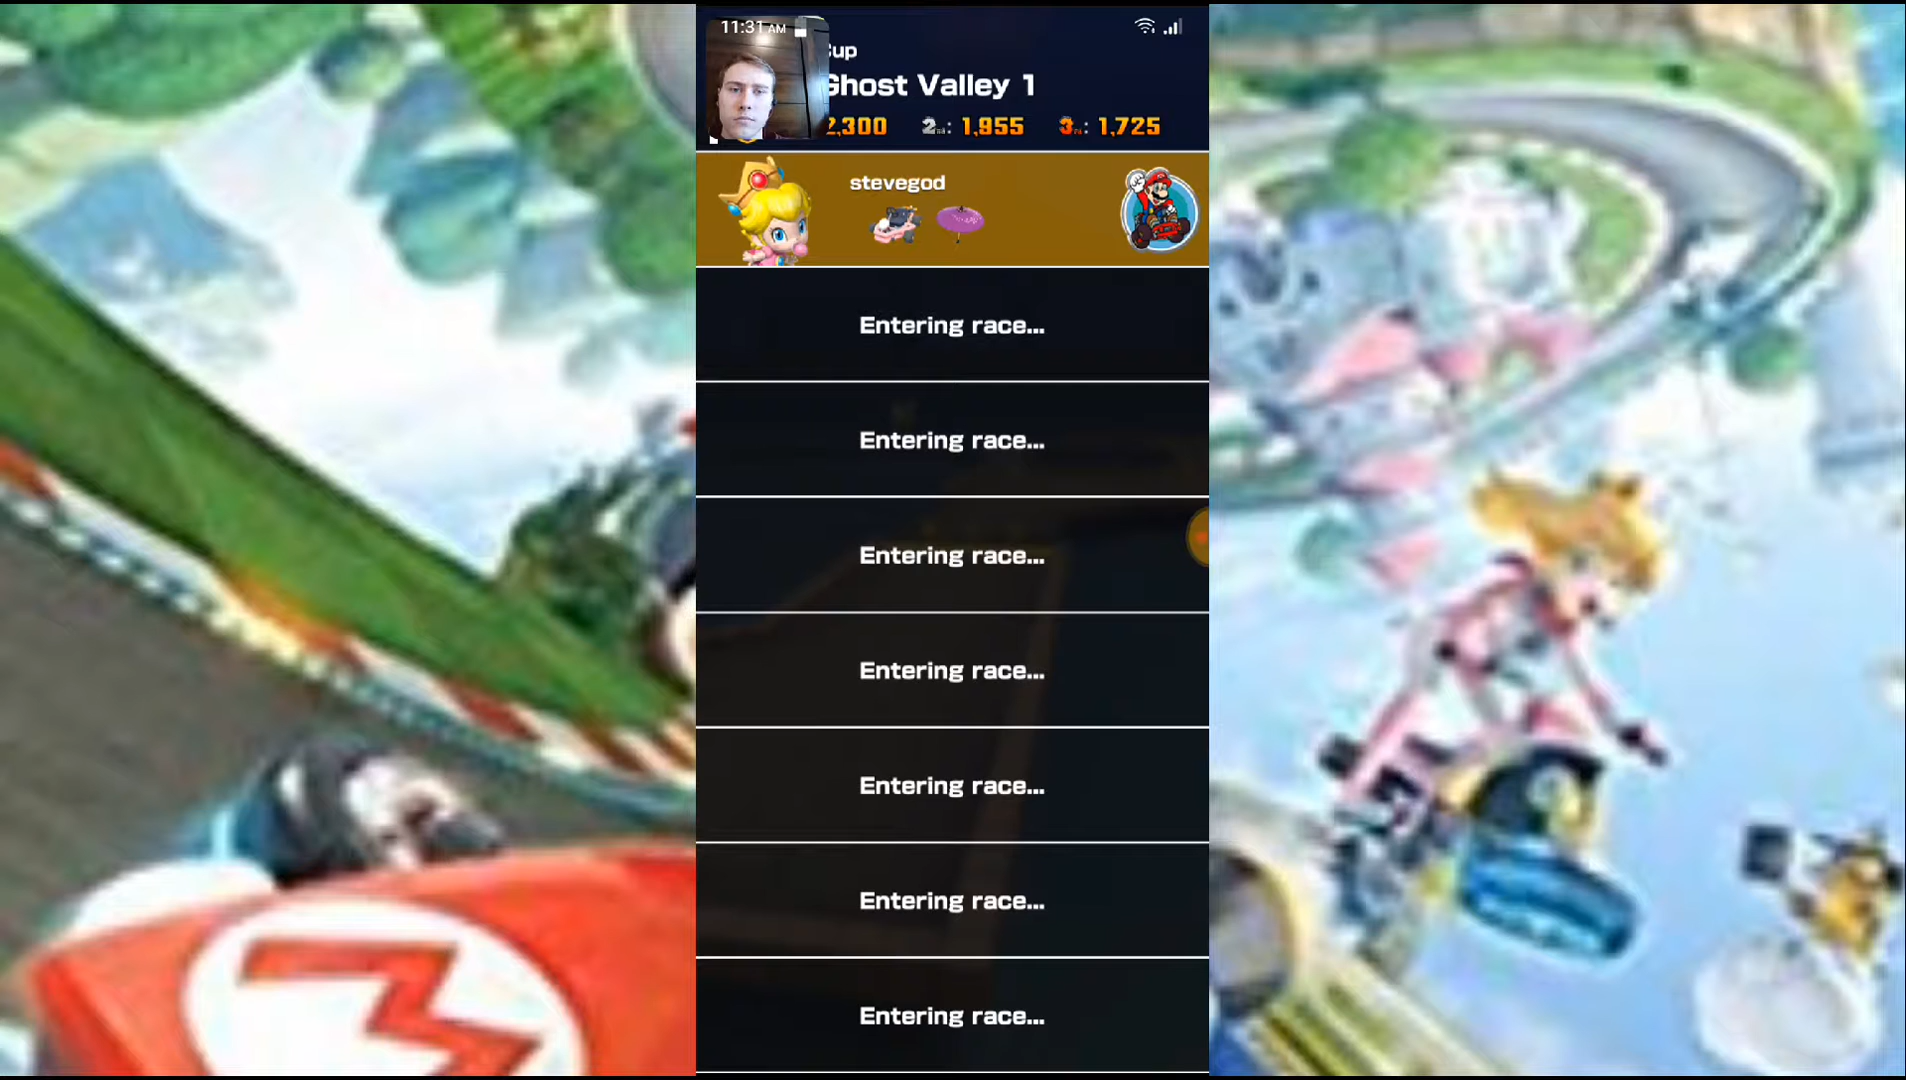 11:31 AM
Cup
Ghost Valley 1
2,300 2nd: 1,955 3rd: 1,725
stevegod
Entering race...
Entering race...
Entering race...
Entering race...
Entering race...
Entering race...
Entering race...